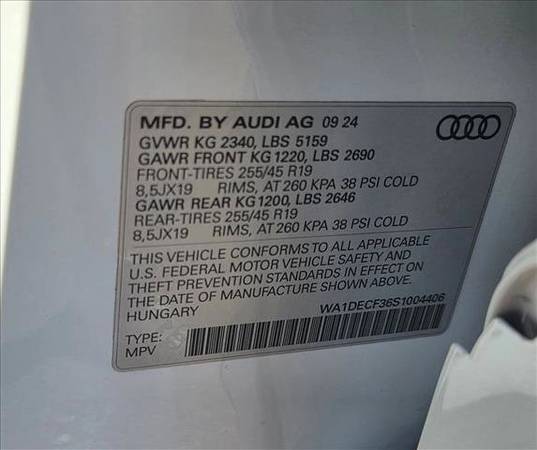 MFD. BY AUDI AG 09 24
GVWR KG 2340, LBS 5159
GAWR FRONT KG 1220, LBS 2690
FRONT-TIRES 255/45 R19
8,5JX19 RIMS, AT 260 KPA 38 PSI COLD
GAWR REAR KG 1200, LBS 2646
REAR-TIRES 255/45 R19
8,5JX19 RIMS, AT 260 KPA 38 PSI COLD
THIS VEHICLE CONFORMS TO ALL APPLICABLE
U.S. FEDERAL MOTOR VEHICLE SAFETY AND
THEFT PREVENTION STANDARDS IN EFFECT ON
THE DATE OF MANUFACTURE SHOWN ABOVE.
HUNGARY WA1DECF36S1004406
TYPE:
MPV